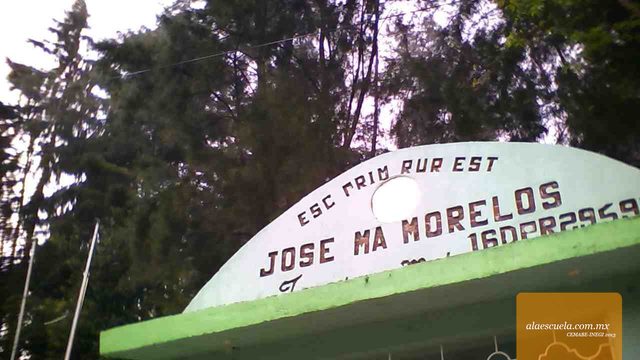 ESC PRIM RUR EST
JOSE MA MORELOS
16DPR2959
alaescuela.com.mx
CEMABE-INEGI 2013